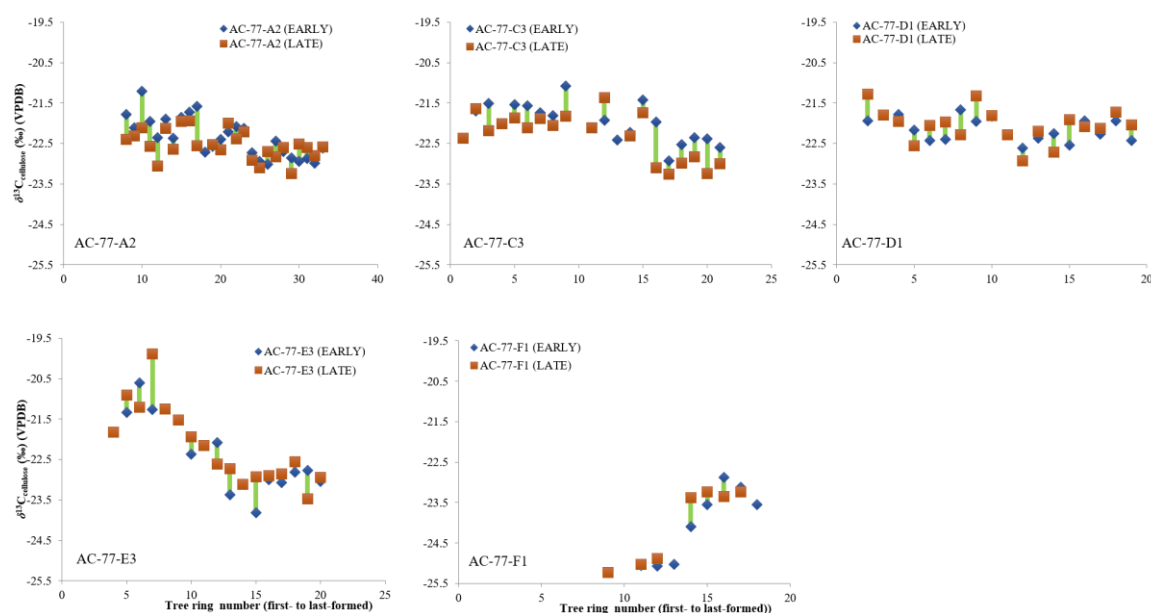 -19.5
-20.5
-21.5
-22.5
-23.5
-24.5
-25.5
δ¹³C cellulose (‰) (VPDB)
AC-77-A2 (EARLY)
AC-77-A2 (LATE)
AC-77-A2
0 10 20 30 40
-19.5
-20.5
-21.5
-22.5
-23.5
-24.5
-25.5
AC-77-C3 (EARLY)
AC-77-C3 (LATE)
AC-77-C3
0 5 10 15 20 25
-19.5
-20.5
-21.5
-22.5
-23.5
-24.5
-25.5
AC-77-D1 (EARLY)
AC-77-D1 (LATE)
AC-77-D1
0 5 10 15 20
-19.5
-20.5
-21.5
-22.5
-23.5
-24.5
-25.5
δ¹³C cellulose (‰) (VPDB)
AC-77-E3 (EARLY)
AC-77-E3 (LATE)
AC-77-E3
0 5 10 15 20 25
Tree ring number (first- to last-formed)
-19.5
-20.5
-21.5
-22.5
-23.5
-24.5
-25.5
AC-77-F1 (EARLY)
AC-77-F1 (LATE)
AC-77-F1
0 5 10 15 20
Tree ring number (first- to last-formed))